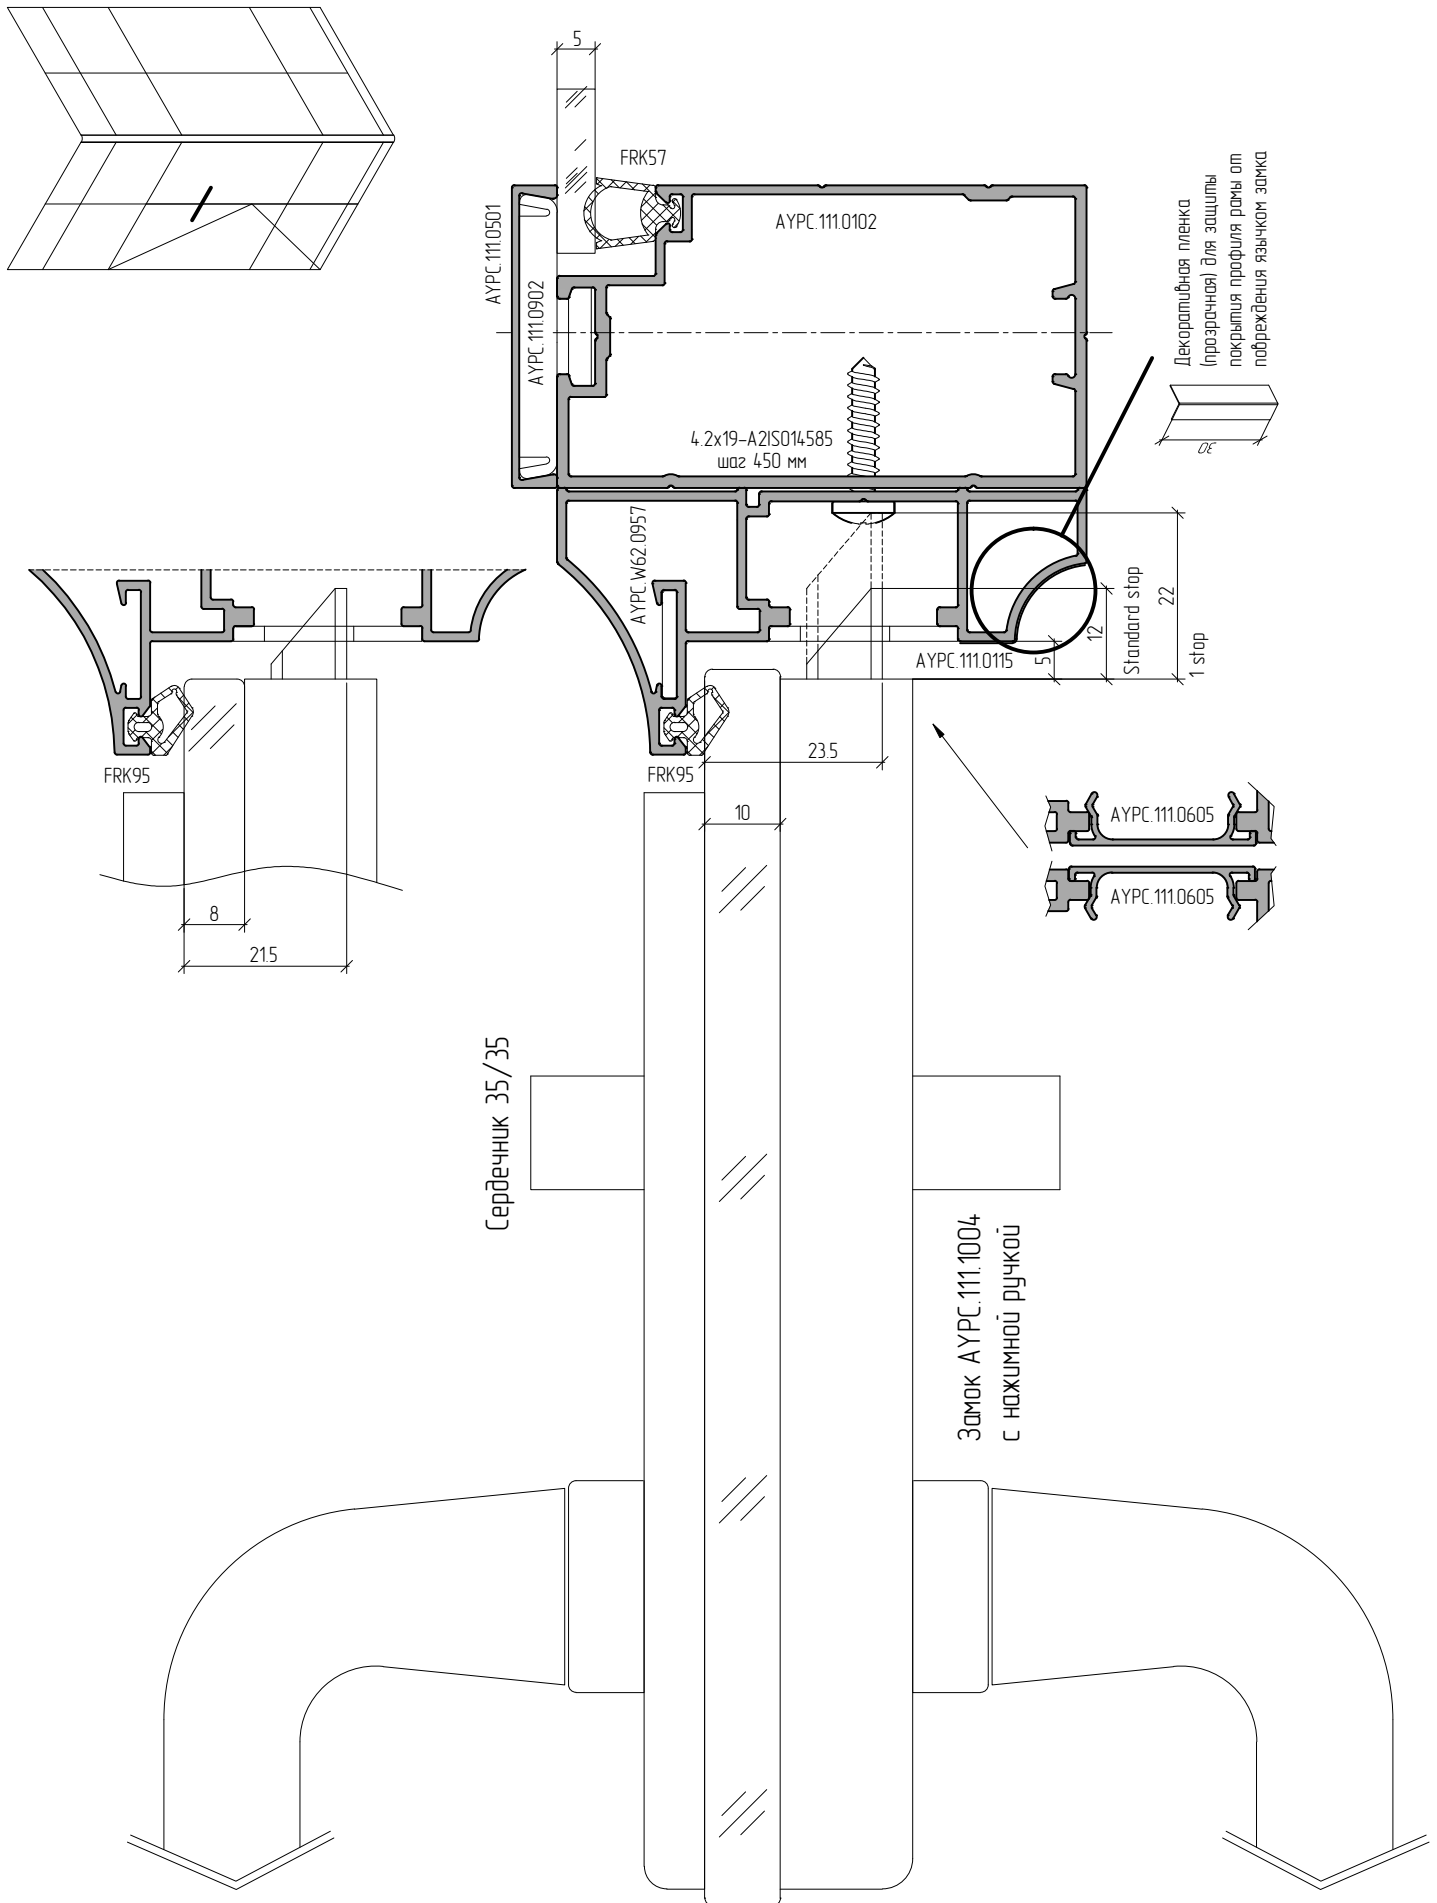 5
FRK57
AYPC.111.0501
AYPC.111.0902
AYPC.111.0102
Декоративная пленка
(прозрачная) для защиты
покрытия профиля рамы от
повреждения язычком замка
30
4.2x19-A2ISO14585
шаг 450 мм
AYPC.W62.0957
AYPC.111.0115
5
12
Standard stop
22
1 stop
FRK95
8
21.5
FRK95
23.5
10
AYPC.111.0605
AYPC.111.0605
Сердечник 35/35
Замок AYPC.111.1004
с нажимной ручкой